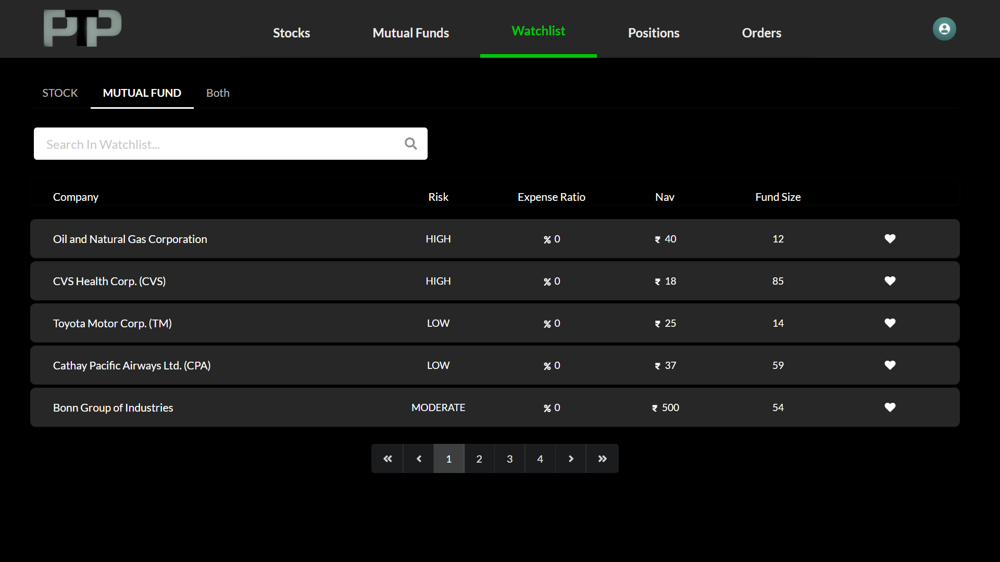 PTP
Stocks Mutual Funds Watchlist Positions Orders
STOCK MUTUAL FUND Both
Search In Watchlist...
Company Risk Expense Ratio Nav Fund Size
Oil and Natural Gas Corporation HIGH % 0 ₹ 40 12
CVS Health Corp. (CVS) HIGH % 0 ₹ 18 85
Toyota Motor Corp. (TM) LOW % 0 ₹ 25 14
Cathay Pacific Airways Ltd. (CPA) LOW % 0 ₹ 37 59
Bonn Group of Industries MODERATE % 0 ₹ 500 54
« ‹ 1 2 3 4 › »